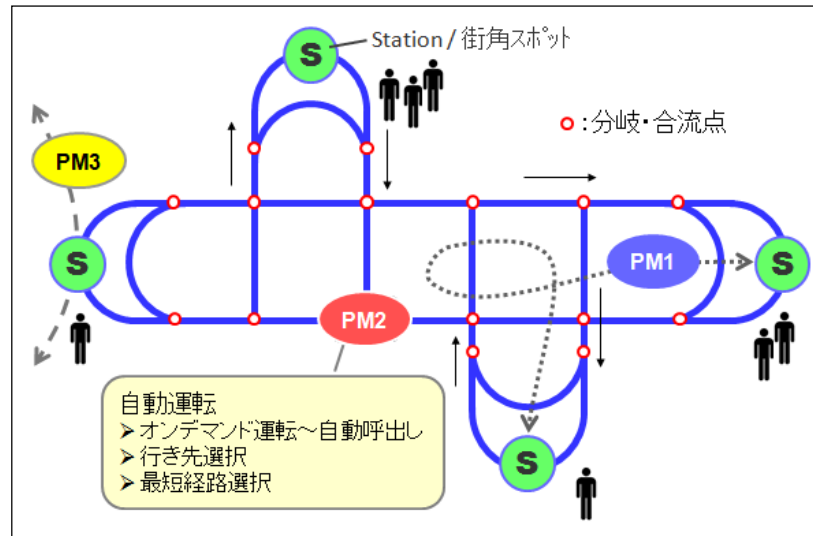 S
Station / 街角スポット
○:分岐・合流点
PM3
S
PM1
S
PM2
自動運転
➢オンデマンド運転～自動呼出し
➢行き先選択
➢最短経路選択
S